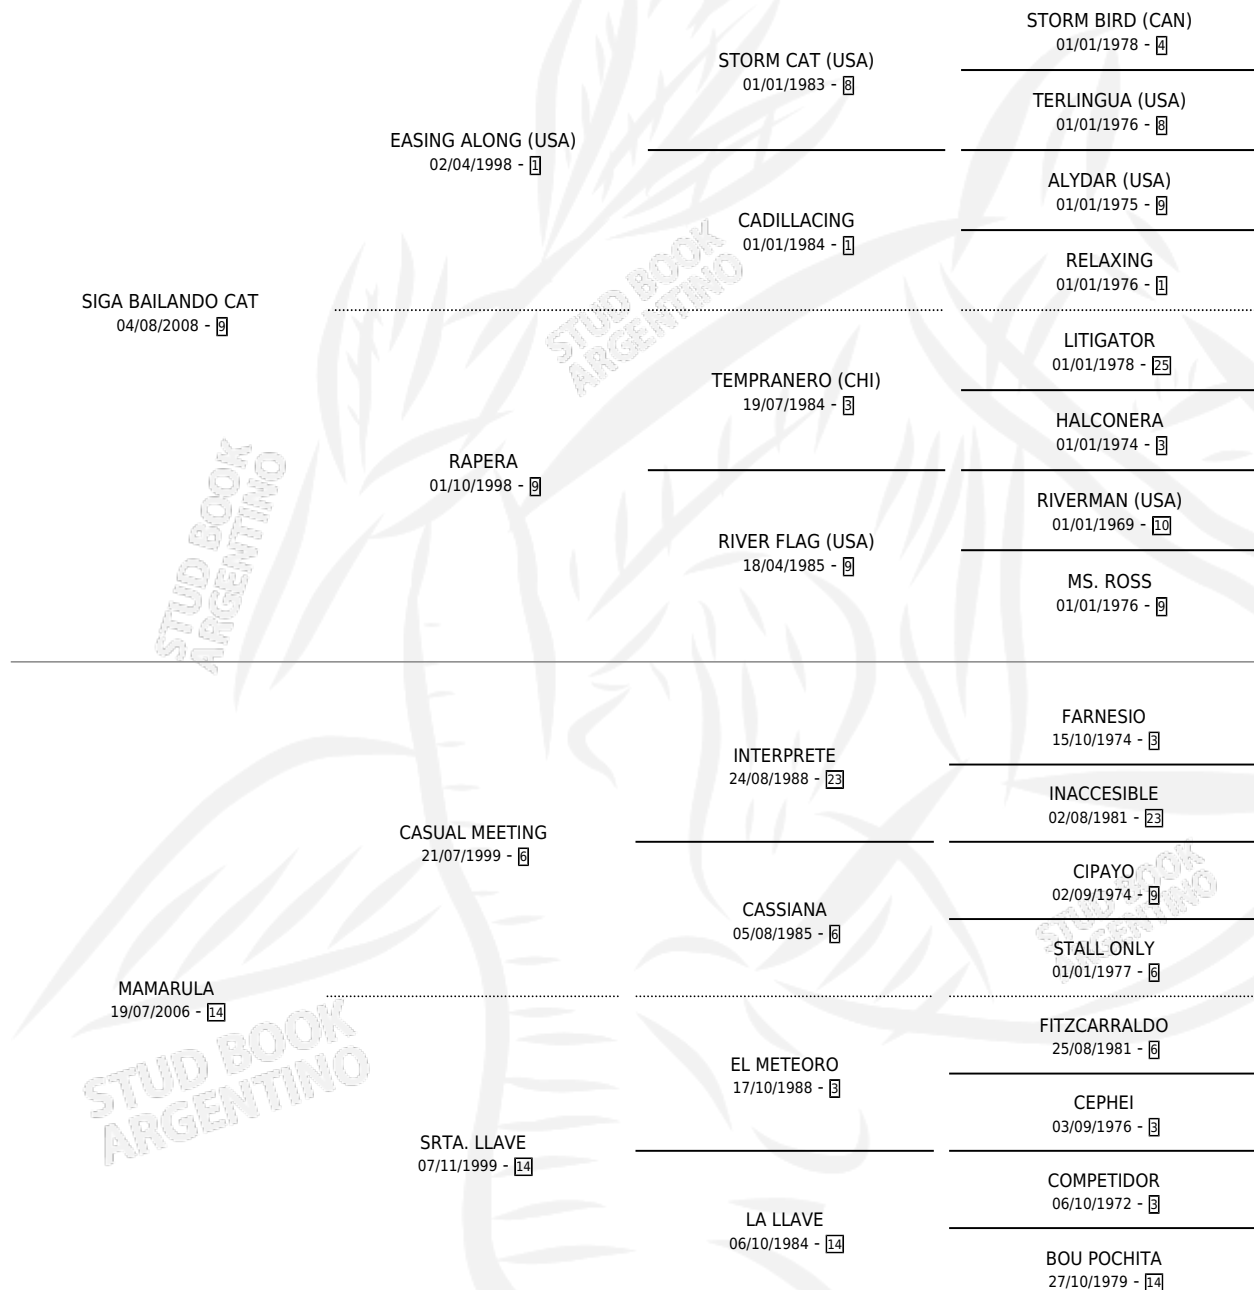 STORM BIRD (CAN)
01/01/1978 - 4
STORM CAT (USA)
01/01/1983 - 8
TERLINGUA (USA)
01/01/1976 - 8
EASING ALONG (USA)
02/04/1998 - 1
ALYDAR (USA)
01/01/1975 - 9
CADILLACING
01/01/1984 - 1
RELAXING
01/01/1976 - 1
SIGA BAILANDO CAT
04/08/2008 - 9
LITIGATOR
01/01/1978 - 25
TEMPRANERO (CHI)
19/07/1984 - 3
HALCONERA
01/01/1974 - 3
RAPERA
01/10/1998 - 9
RIVERMAN (USA)
01/01/1969 - 10
RIVER FLAG (USA)
18/04/1985 - 9
MS. ROSS
01/01/1976 - 9
FARNESIO
15/10/1974 - 3
INTERPRETE
24/08/1988 - 23
INACCESIBLE
02/08/1981 - 23
CASUAL MEETING
21/07/1999 - 6
CIPAYO
02/09/1974 - 9
CASSIANA
05/08/1985 - 6
STALL ONLY
01/01/1977 - 6
MAMARULA
19/07/2006 - 14
FITZCARRALDO
25/08/1981 - 6
EL METEORO
17/10/1988 - 3
CEPHEI
03/09/1976 - 3
SRTA. LLAVE
07/11/1999 - 14
COMPETIDOR
06/10/1972 - 3
LA LLAVE
06/10/1984 - 14
BOU POCHITA
27/10/1979 - 14
STUD BOOK
ARGENTINO
STUD BOOK
ARGENTINO
STUD BOOK
ARGENTINO
STUD BOOK
ARGENTINO